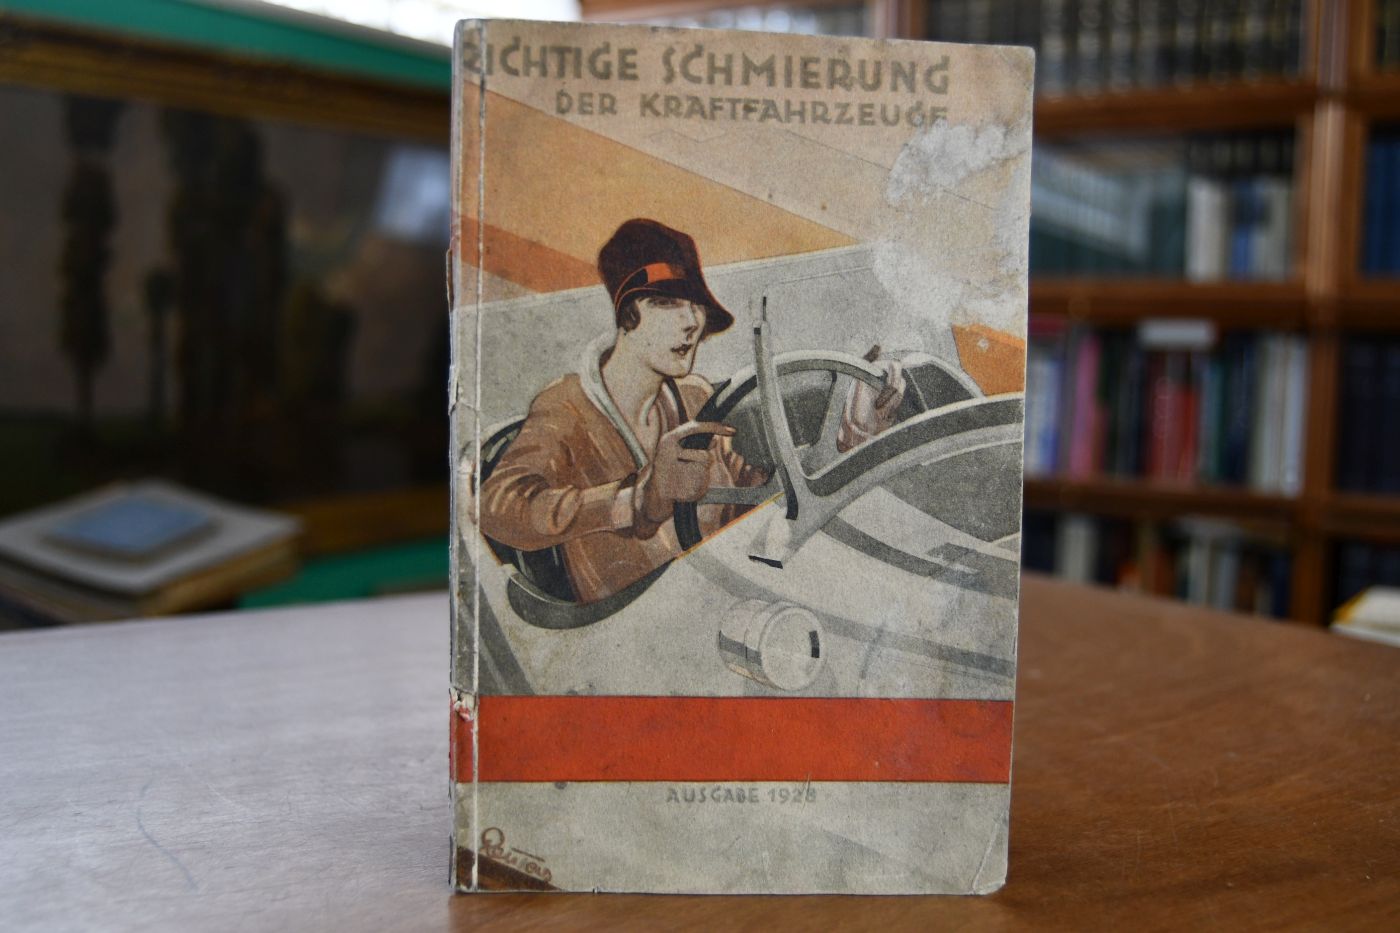 RICHTIGE SCHMIERUNG
DER KRAFTFAHRZEUGE
AUSGABE 1928